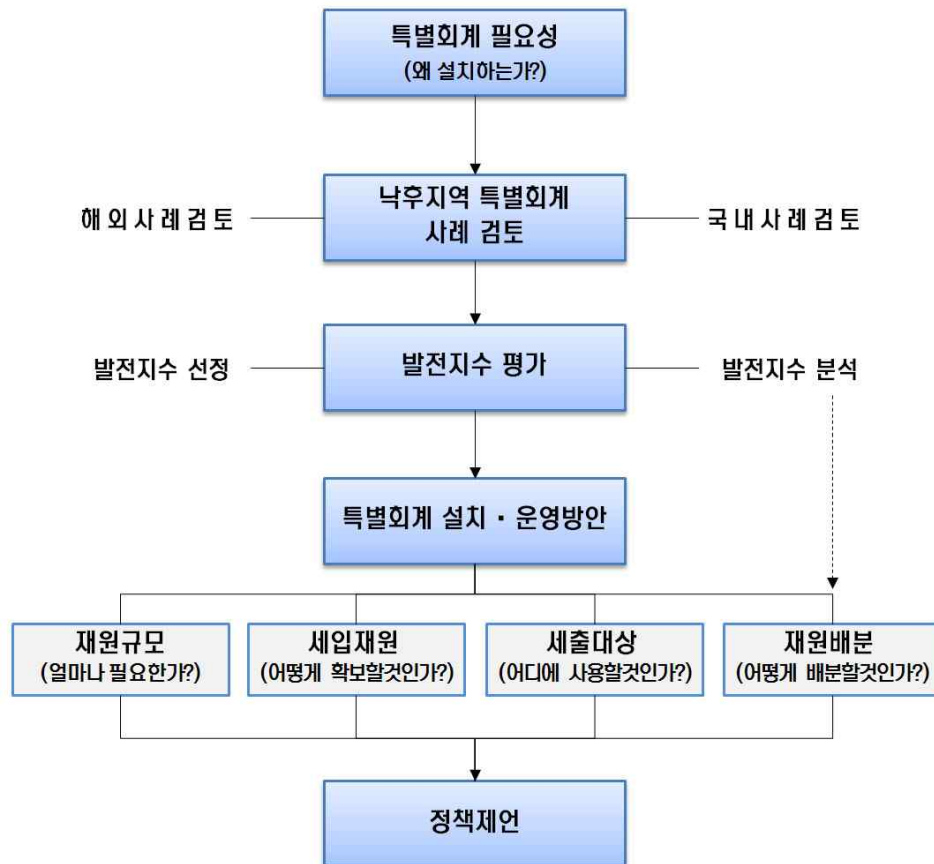 특별회계 필요성
(왜 설치하는가?)
낙후지역 특별회계
사례 검토
해외사례검토
국내사례검토
발전지수 선정
발전지수 평가
발전지수 분석
특별회계 설치·운영방안
재원규모
(얼마나 필요한가?)
세입재원
(어떻게 확보할것인가?)
세출대상
(어디에 사용할것인가?)
재원배분
(어떻게 배분할것인가?)
정책제언